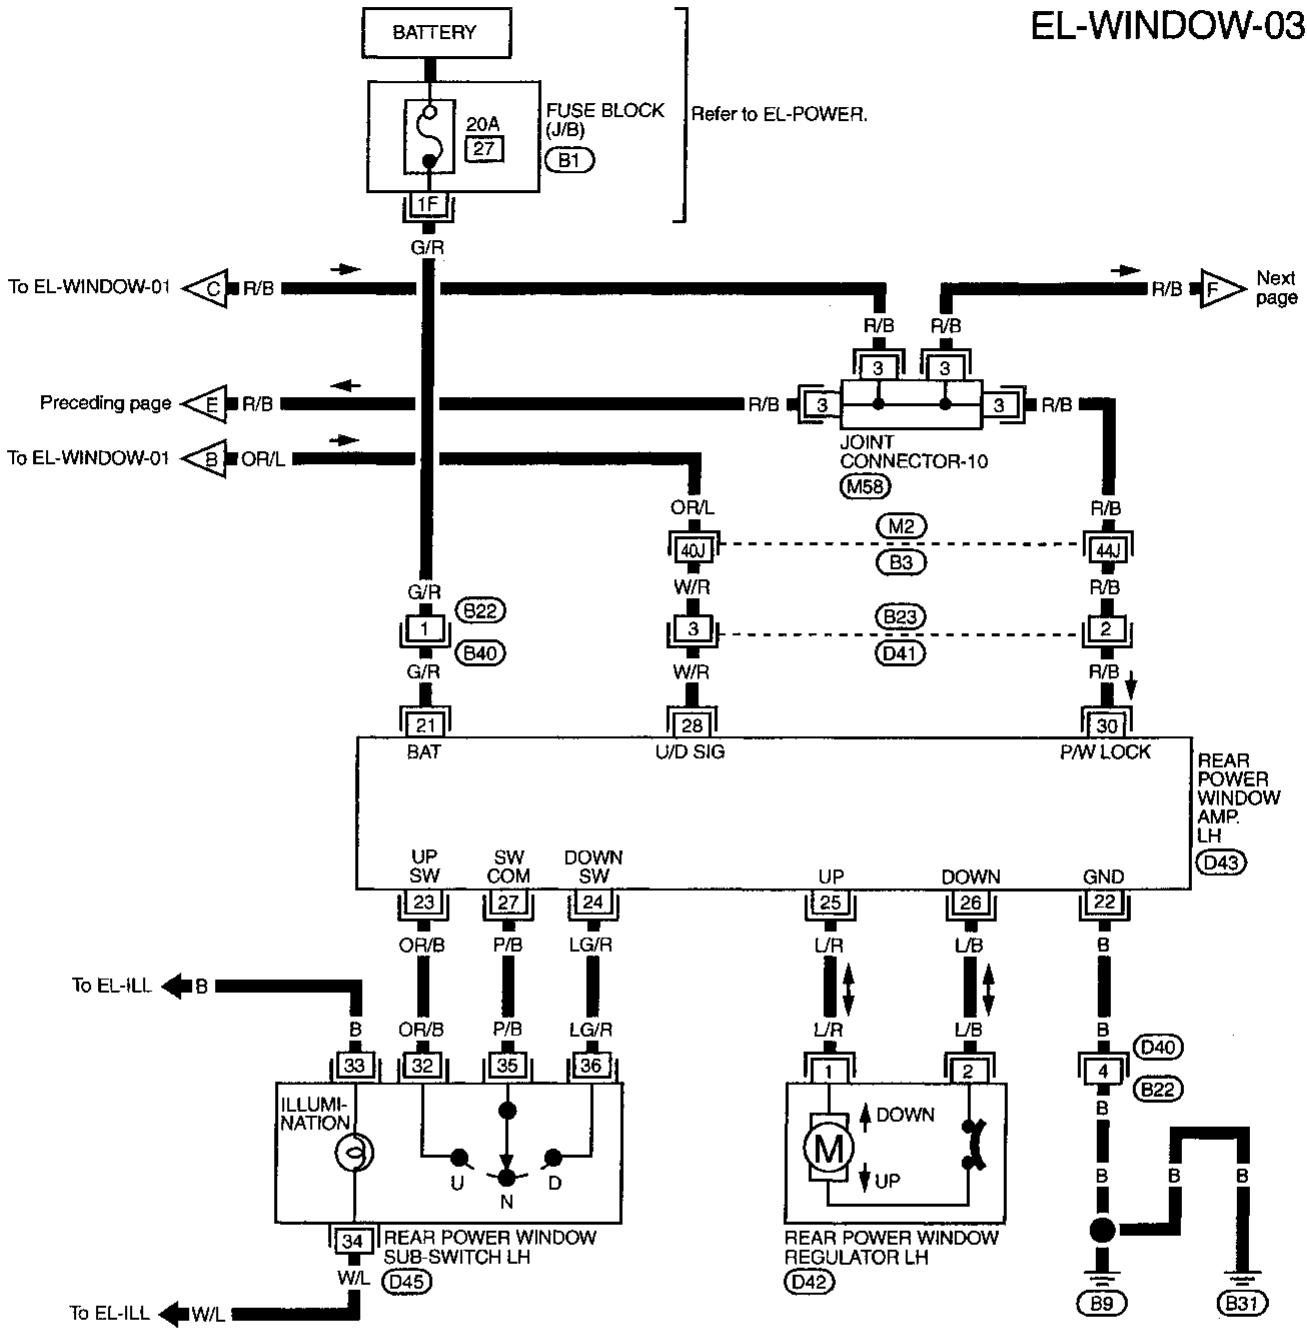 EL-WINDOW-03
BATTERY
20A
27
FUSE BLOCK
(J/B)
B1
Refer to EL-POWER.
1F
G/R
To EL-WINDOW-01
C
R/B
R/B
F
Next
page
R/B
R/B
3
3
Preceding page
E
R/B
R/B
3
3
R/B
To EL-WINDOW-01
B
OR/L
JOINT
CONNECTOR-10
M58
OR/L
R/B
40J
M2
B3
44J
G/R
W/R
R/B
1
B22
B40
3
B23
D41
2
G/R
W/R
R/B
21
28
30
BAT
U/D SIG
P/W LOCK
REAR
POWER
WINDOW
AMP.
LH
D43
UP
SW
SW
COM
DOWN
SW
UP
DOWN
GND
23
27
24
25
26
22
OR/B
P/B
LG/R
L/R
L/B
B
To EL-ILL
B
B
OR/B
P/B
LG/R
L/R
L/B
B
33
32
35
36
1
2
4
D40
B22
ILLUMI-
NATION
U
N
D
M
DOWN
UP
B
B
B
B
34
REAR POWER WINDOW
SUB-SWITCH LH
D45
REAR POWER WINDOW
REGULATOR LH
D42
W/L
To EL-ILL
W/L
B9
B31